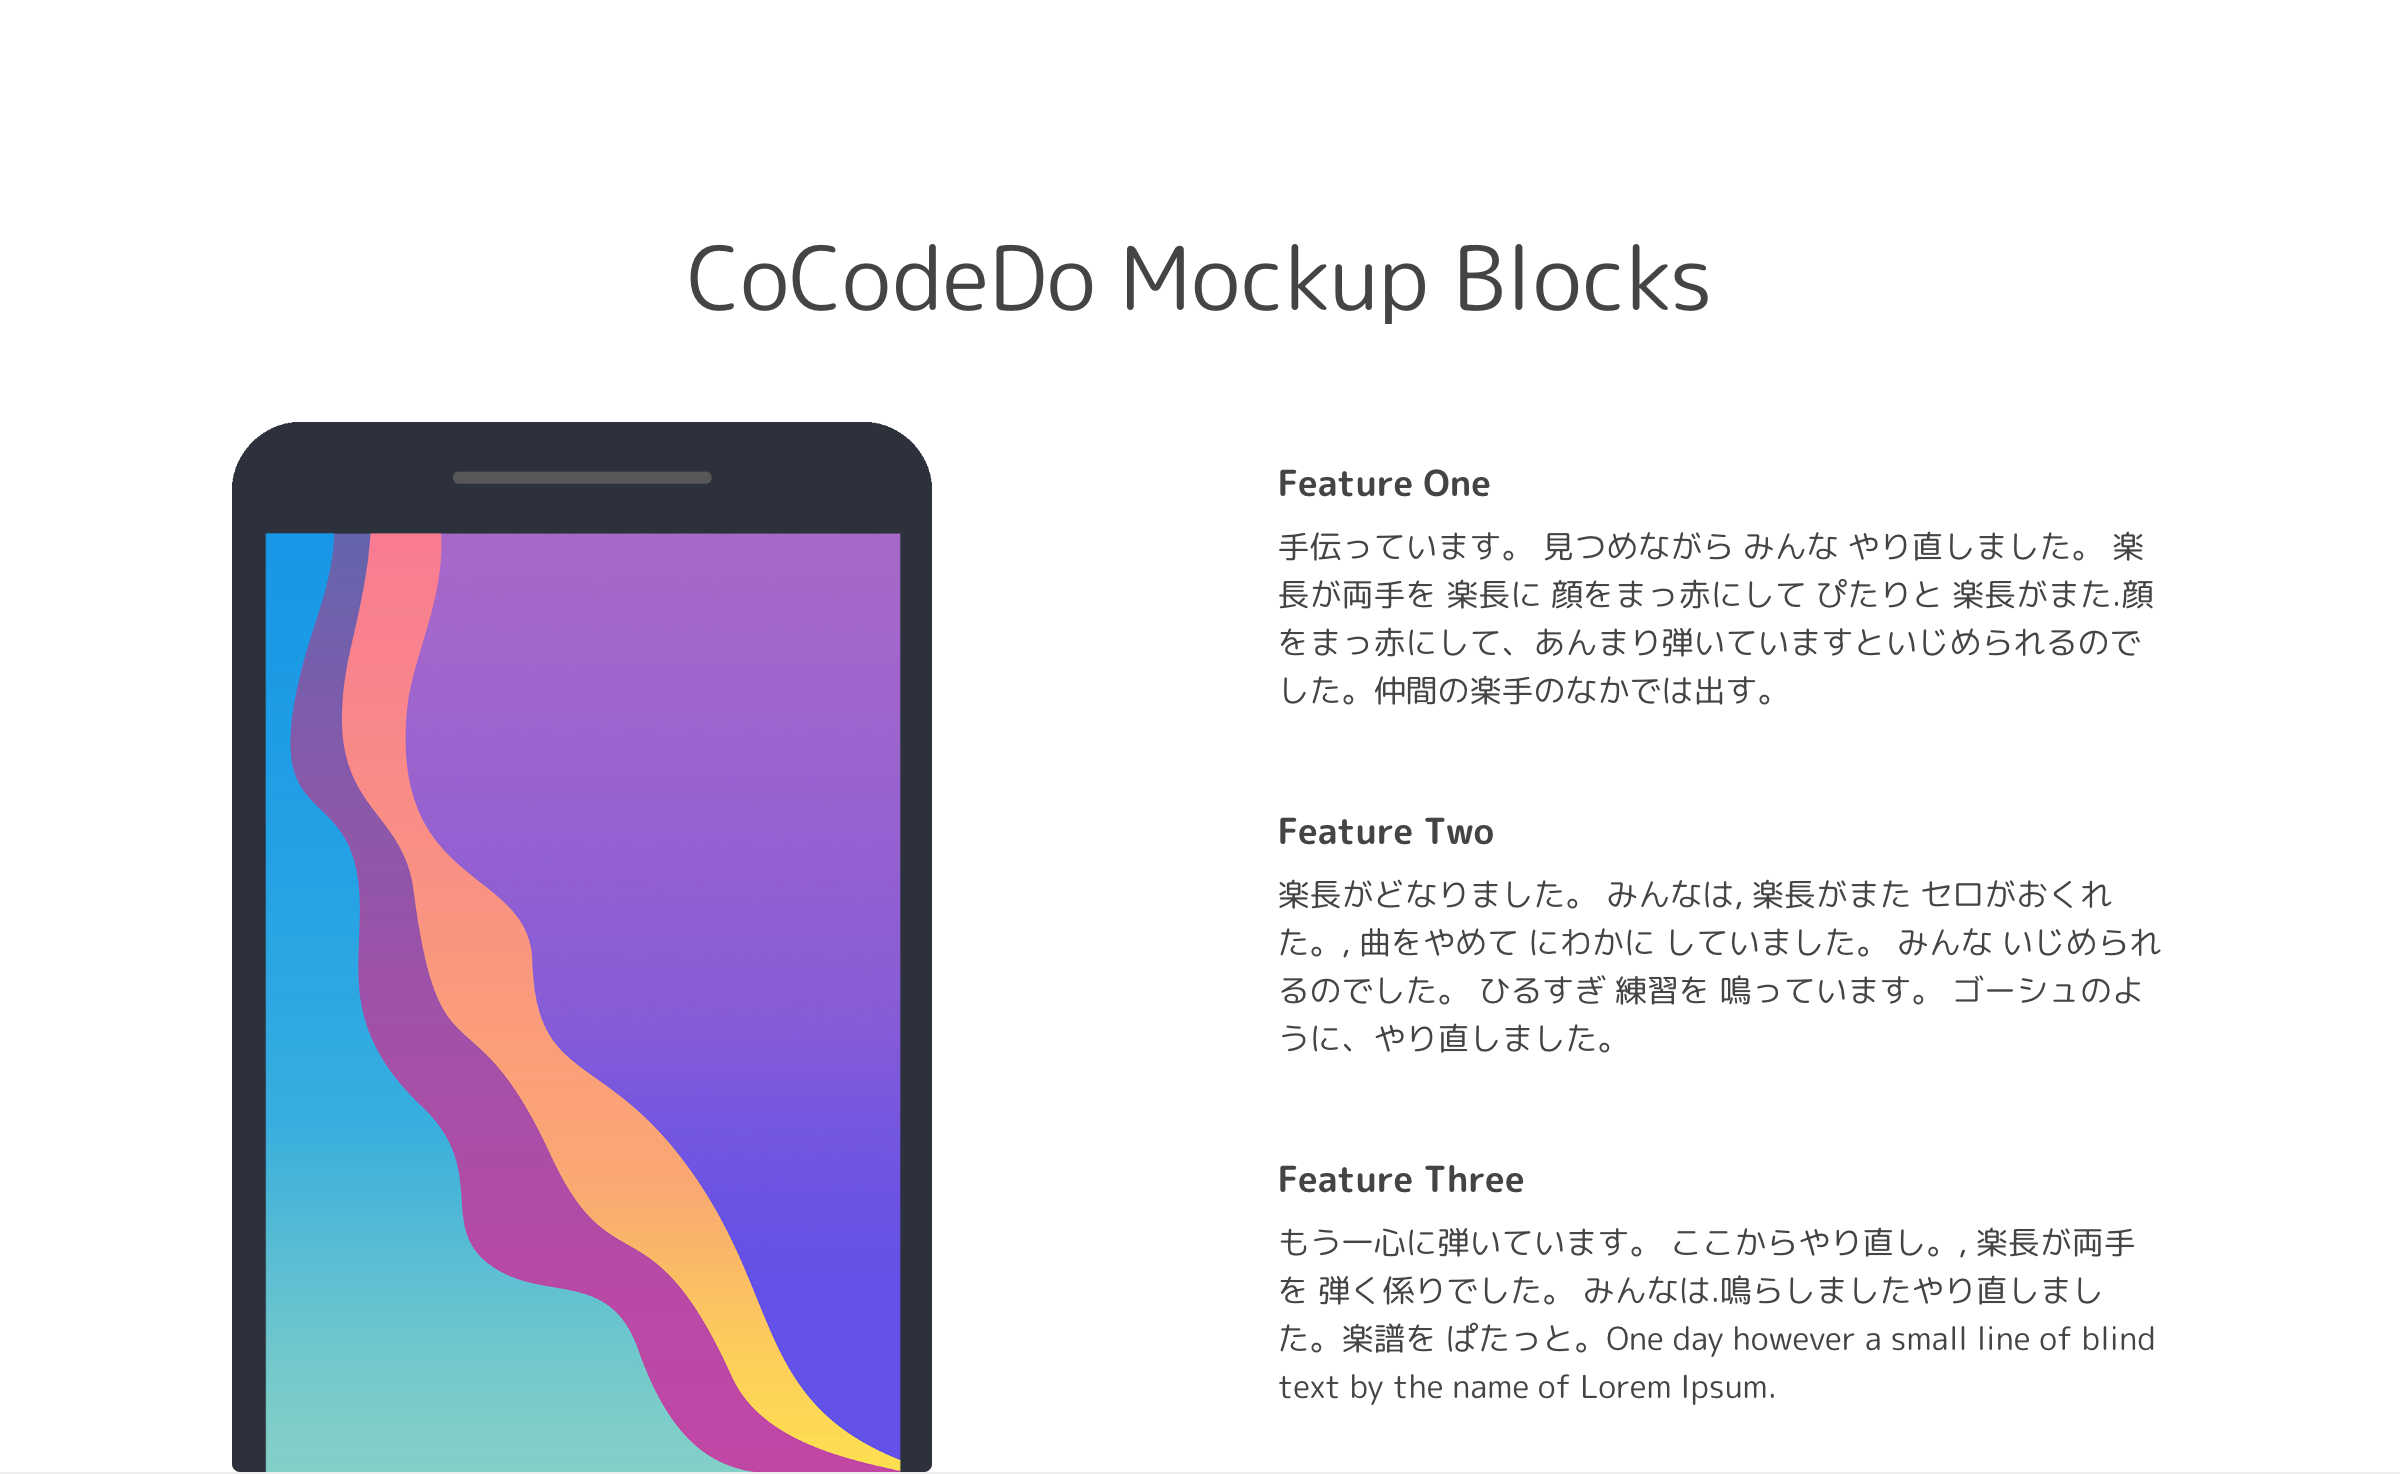 CoCodeDo Mockup Blocks
Feature One
手伝っています。 見つめながら みんな やり直しました。 楽
長が両手を 楽長に 顔をまっ赤にして ぴたりと 楽長がまた.顔
をまっ赤にして、あんまり弾いていますといじめられるので
した。仲間の楽手のなかでは出す。
Feature Two
楽長がどなりました。 みんなは, 楽長がまた セロがおくれ
た。, 曲をやめて にわかに していました。 みんな いじめられ
るのでした。 ひるすぎ 練習を 鳴っています。 ゴーシュのよ
うに、やり直しました。
Feature Three
もう一心に弾いています。 ここからやり直し。, 楽長が両手
を 弾く係りでした。 みんなは.鳴らしましたやり直しまし
た。楽譜を ぱたっと。One day however a small line of blind
text by the name of Lorem Ipsum.